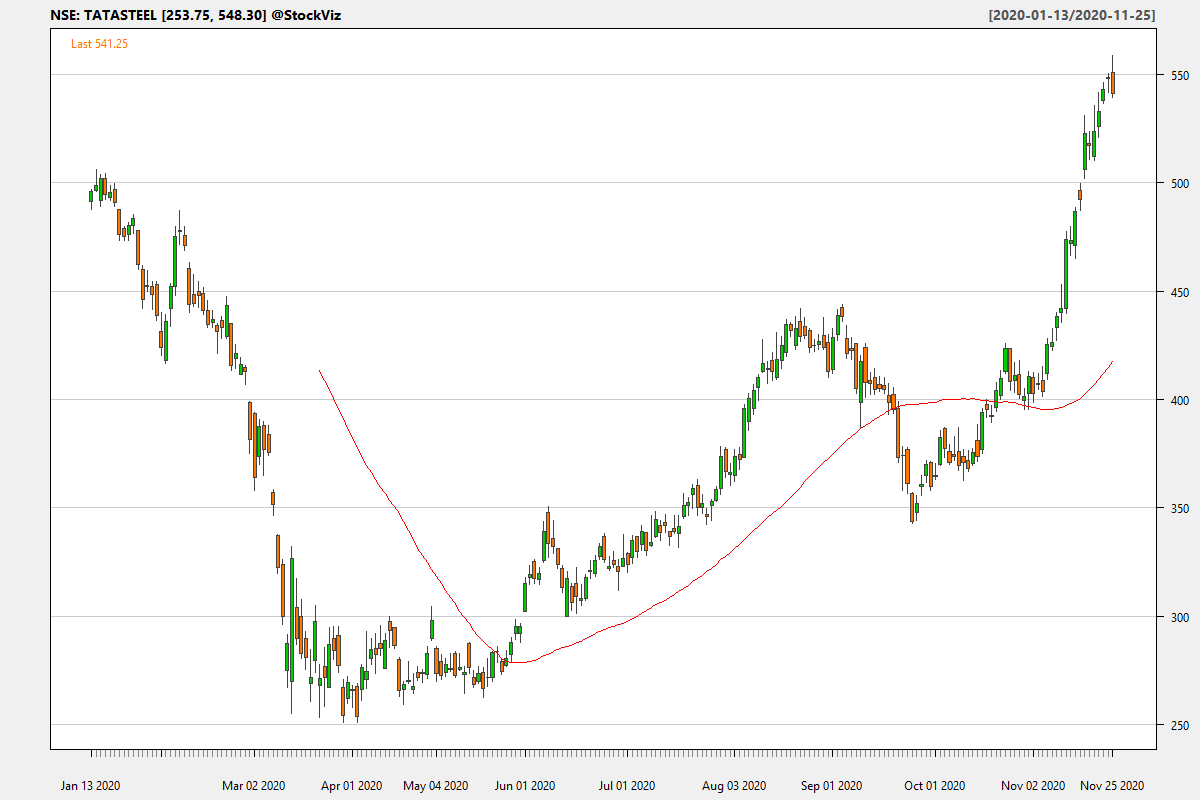 NSE: TATASTEEL [253.75, 548.30] @StockViz
[2020-01-13/2020-11-25]
Last 541.25
550
500
450
400
350
300
250
Jan 13 2020
Mar 02 2020
Apr 01 2020
May 04 2020
Jun 01 2020
Jul 01 2020
Aug 03 2020
Sep 01 2020
Oct 01 2020
Nov 02 2020
Nov 25 2020